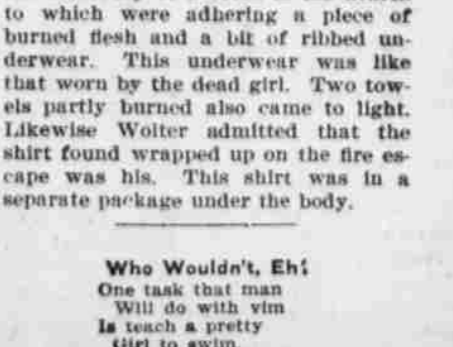 to which were adhering a piece of
burned flesh and a bit of ribbed un-
derwear. This underwear was like
that worn by the dead girl. Two tow-
els partly burned also came to light.
Likewise Wolter admitted that the
shirt found wrapped up on the fire es-
cape was his. This shirt was in a
separate package under the body.
Who Wouldn't, Eh?
One task that man
Will do with vim
Is teach a pretty
Girl to swim